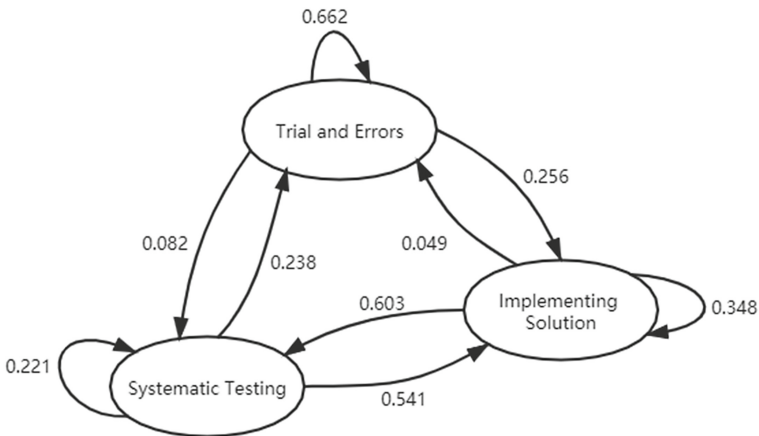 0.662
Trial and Errors
0.256
0.082
0.049
0.238
Implementing
Solution
0.603
0.348
0.221
Systematic Testing
0.541